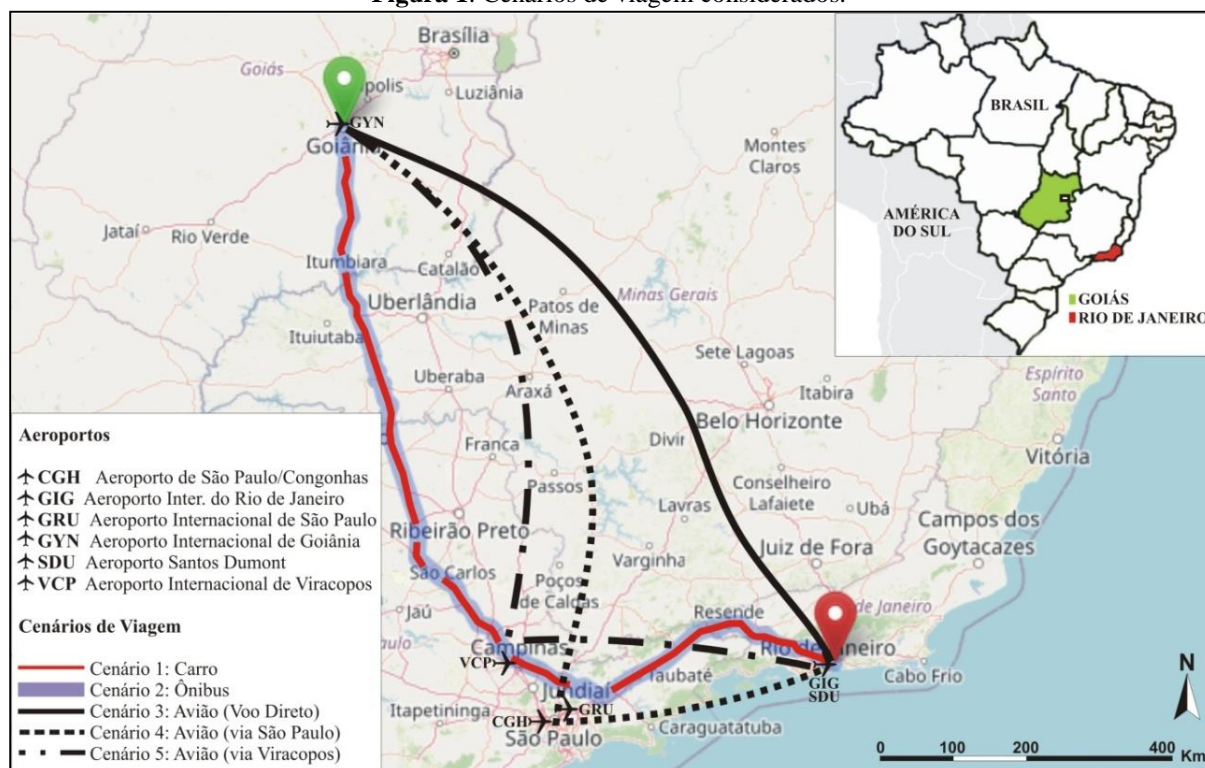 Figura 1. Cenários de viagem considerados.
Brasília
Goiás
Luziânia
GYN
Goiânia
Montes
Claros
Jataí
Rio Verde
Itumbiara
Catalão
Uberlândia
Patos de
Minas
Minas Gerais
Ituiutaba
Sete Lagoas
Uberaba
Araxá
Itabira
Belo Horizonte
Espírito
Santo
Franca
Vitória
Passos
Conselheiro
Lafaiete
Ubá
Lavras
Ribeirão Preto
Campos dos
Goytacazes
São Carlos
Varginha
Juiz de Fora
Poços
de Caldas
Jaú
Resende
de Janeiro
Campinas
VCP
Rio de Janeiro
GIG
SDU
Cabo Frio
Taubaté
Jundiaí
GRU
Itapetininga
CGH
São Paulo
Caraguatatuba
BRASIL
AMÉRICA
DO SUL
GOIÁS
RIO DE JANEIRO
Aeroportos
CGH Aeroporto de São Paulo/Congonhas
GIG Aeroporto Inter. do Rio de Janeiro
GRU Aeroporto Internacional de São Paulo
GYN Aeroporto Internacional de Goiânia
SDU Aeroporto Santos Dumont
VCP Aeroporto Internacional de Viracopos
Cenários de Viagem
Cenário 1: Carro
Cenário 2: Ônibus
Cenário 3: Avião (Voo Direto)
Cenário 4: Avião (via São Paulo)
Cenário 5: Avião (via Viracopos)
N
0 100 200 400
Km